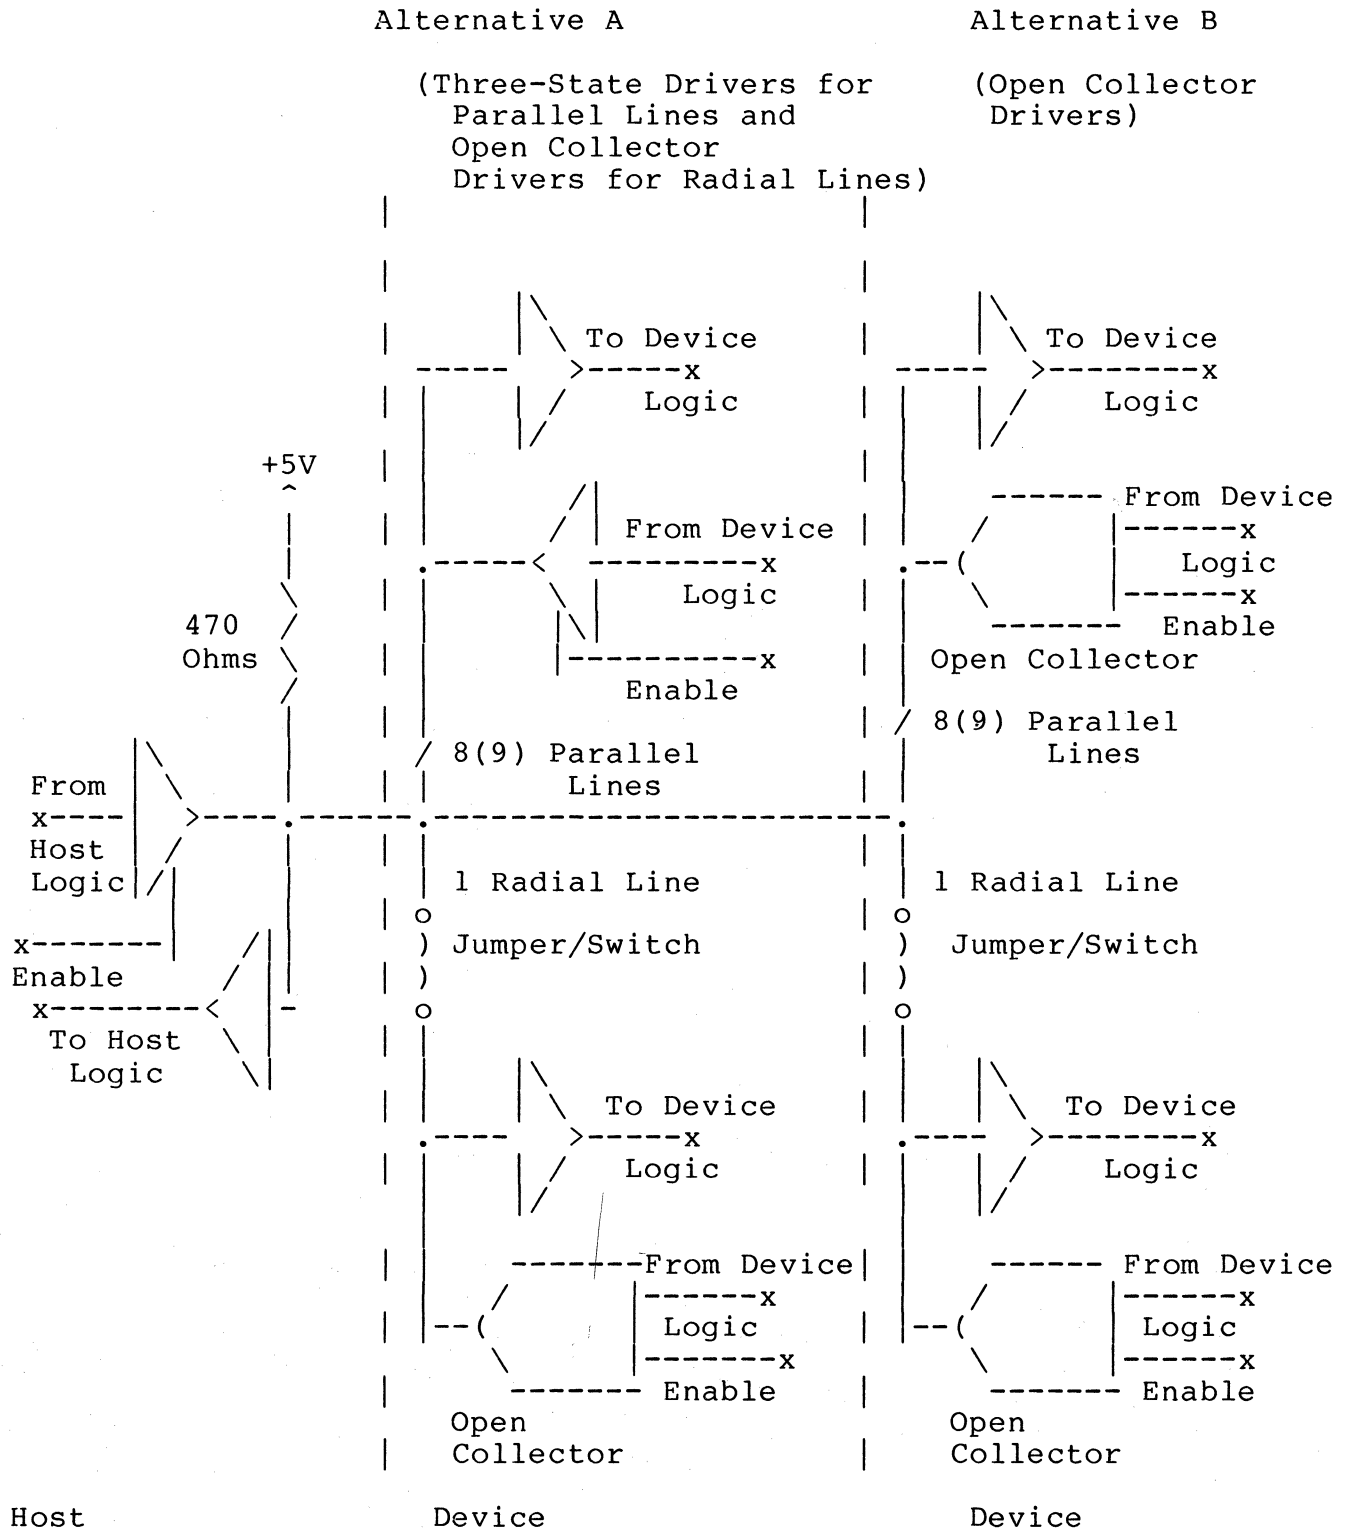 Alternative A
Alternative B
(Three-State Drivers for
Parallel Lines and
Open Collector
Drivers for Radial Lines)
(Open Collector
Drivers)
To Device
x
Logic
To Device
x
Logic
+5V
470
Ohms
From Device
x
Logic
x
Enable
From Device
x
Logic
x
Enable
Open Collector
8(9) Parallel
Lines
8(9) Parallel
Lines
From
x
Host
Logic
x
Enable
x
To Host
Logic
1 Radial Line
Jumper/Switch
1 Radial Line
Jumper/Switch
To Device
x
Logic
To Device
x
Logic
From Device
x
Logic
x
Enable
Open
Collector
From Device
x
Logic
x
Enable
Open
Collector
Host
Device
Device